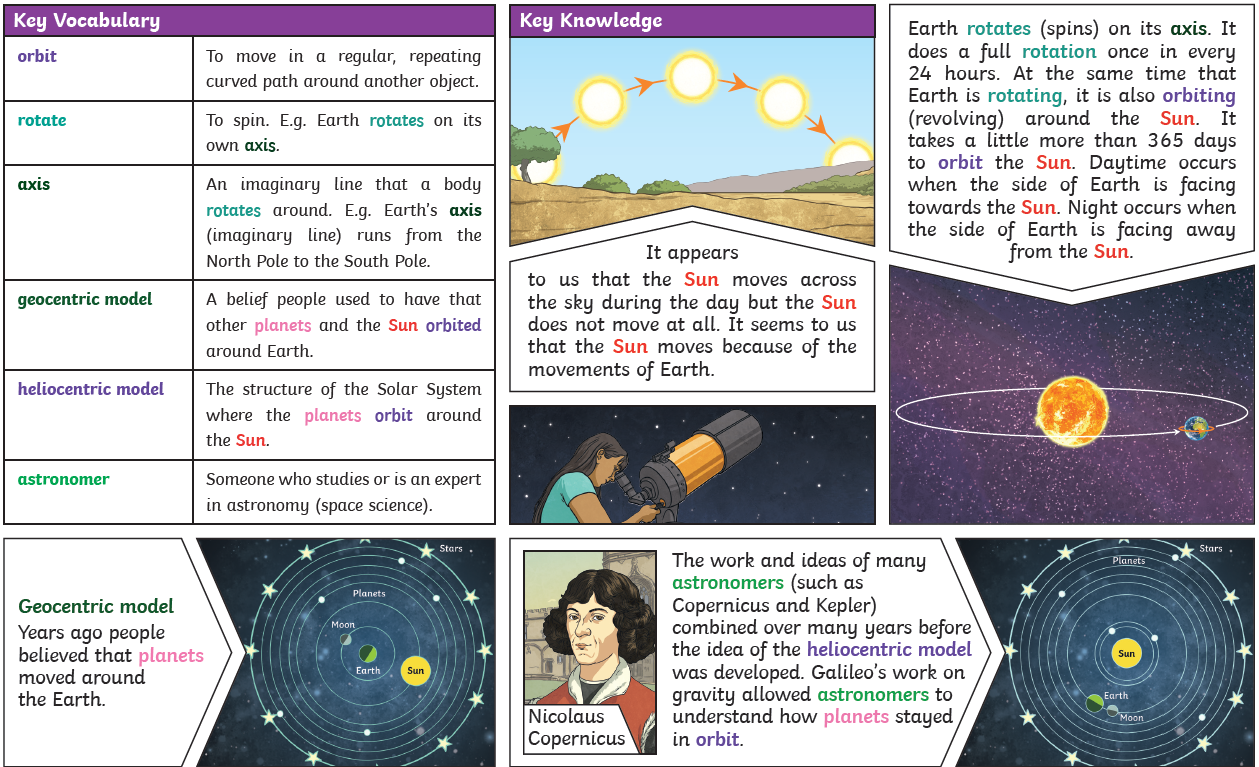 Key Vocabulary
orbit
To move in a regular, repeating
curved path around another object.
rotate
To spin. E.g. Earth rotates on its
own axis.
axis
An imaginary line that a body
rotates around. E.g. Earth's axis
(imaginary line) runs from the
North Pole to the South Pole.
geocentric model
A belief people used to have that
other planets and the Sun orbited
around Earth.
heliocentric model
The structure of the Solar System
where the planets orbit around
the Sun.
astronomer
Someone who studies or is an expert
in astronomy (space science).
Key Knowledge
It appears
to us that the Sun moves across
the sky during the day but the Sun
does not move at all. It seems to us
that the Sun moves because of the
movements of Earth.
Earth rotates (spins) on its axis. It
does a full rotation once in every
24 hours. At the same time that
Earth is rotating, it is also orbiting
(revolving) around the Sun. It
takes a little more than 365 days
to orbit the Sun. Daytime occurs
when the side of Earth is facing
towards the Sun. Night occurs when
the side of Earth is facing away
from the Sun.
Geocentric model
Years ago people
believed that planets
moved around
the Earth.
Stars
Planets
Moon
Earth
Sun
Nicolaus
Copernicus
The work and ideas of many
astronomers (such as
Copernicus and Kepler)
combined over many years before
the idea of the heliocentric model
was developed. Galileo's work on
gravity allowed astronomers to
understand how planets stayed
in orbit.
Stars
Planets
Sun
Earth
Moon